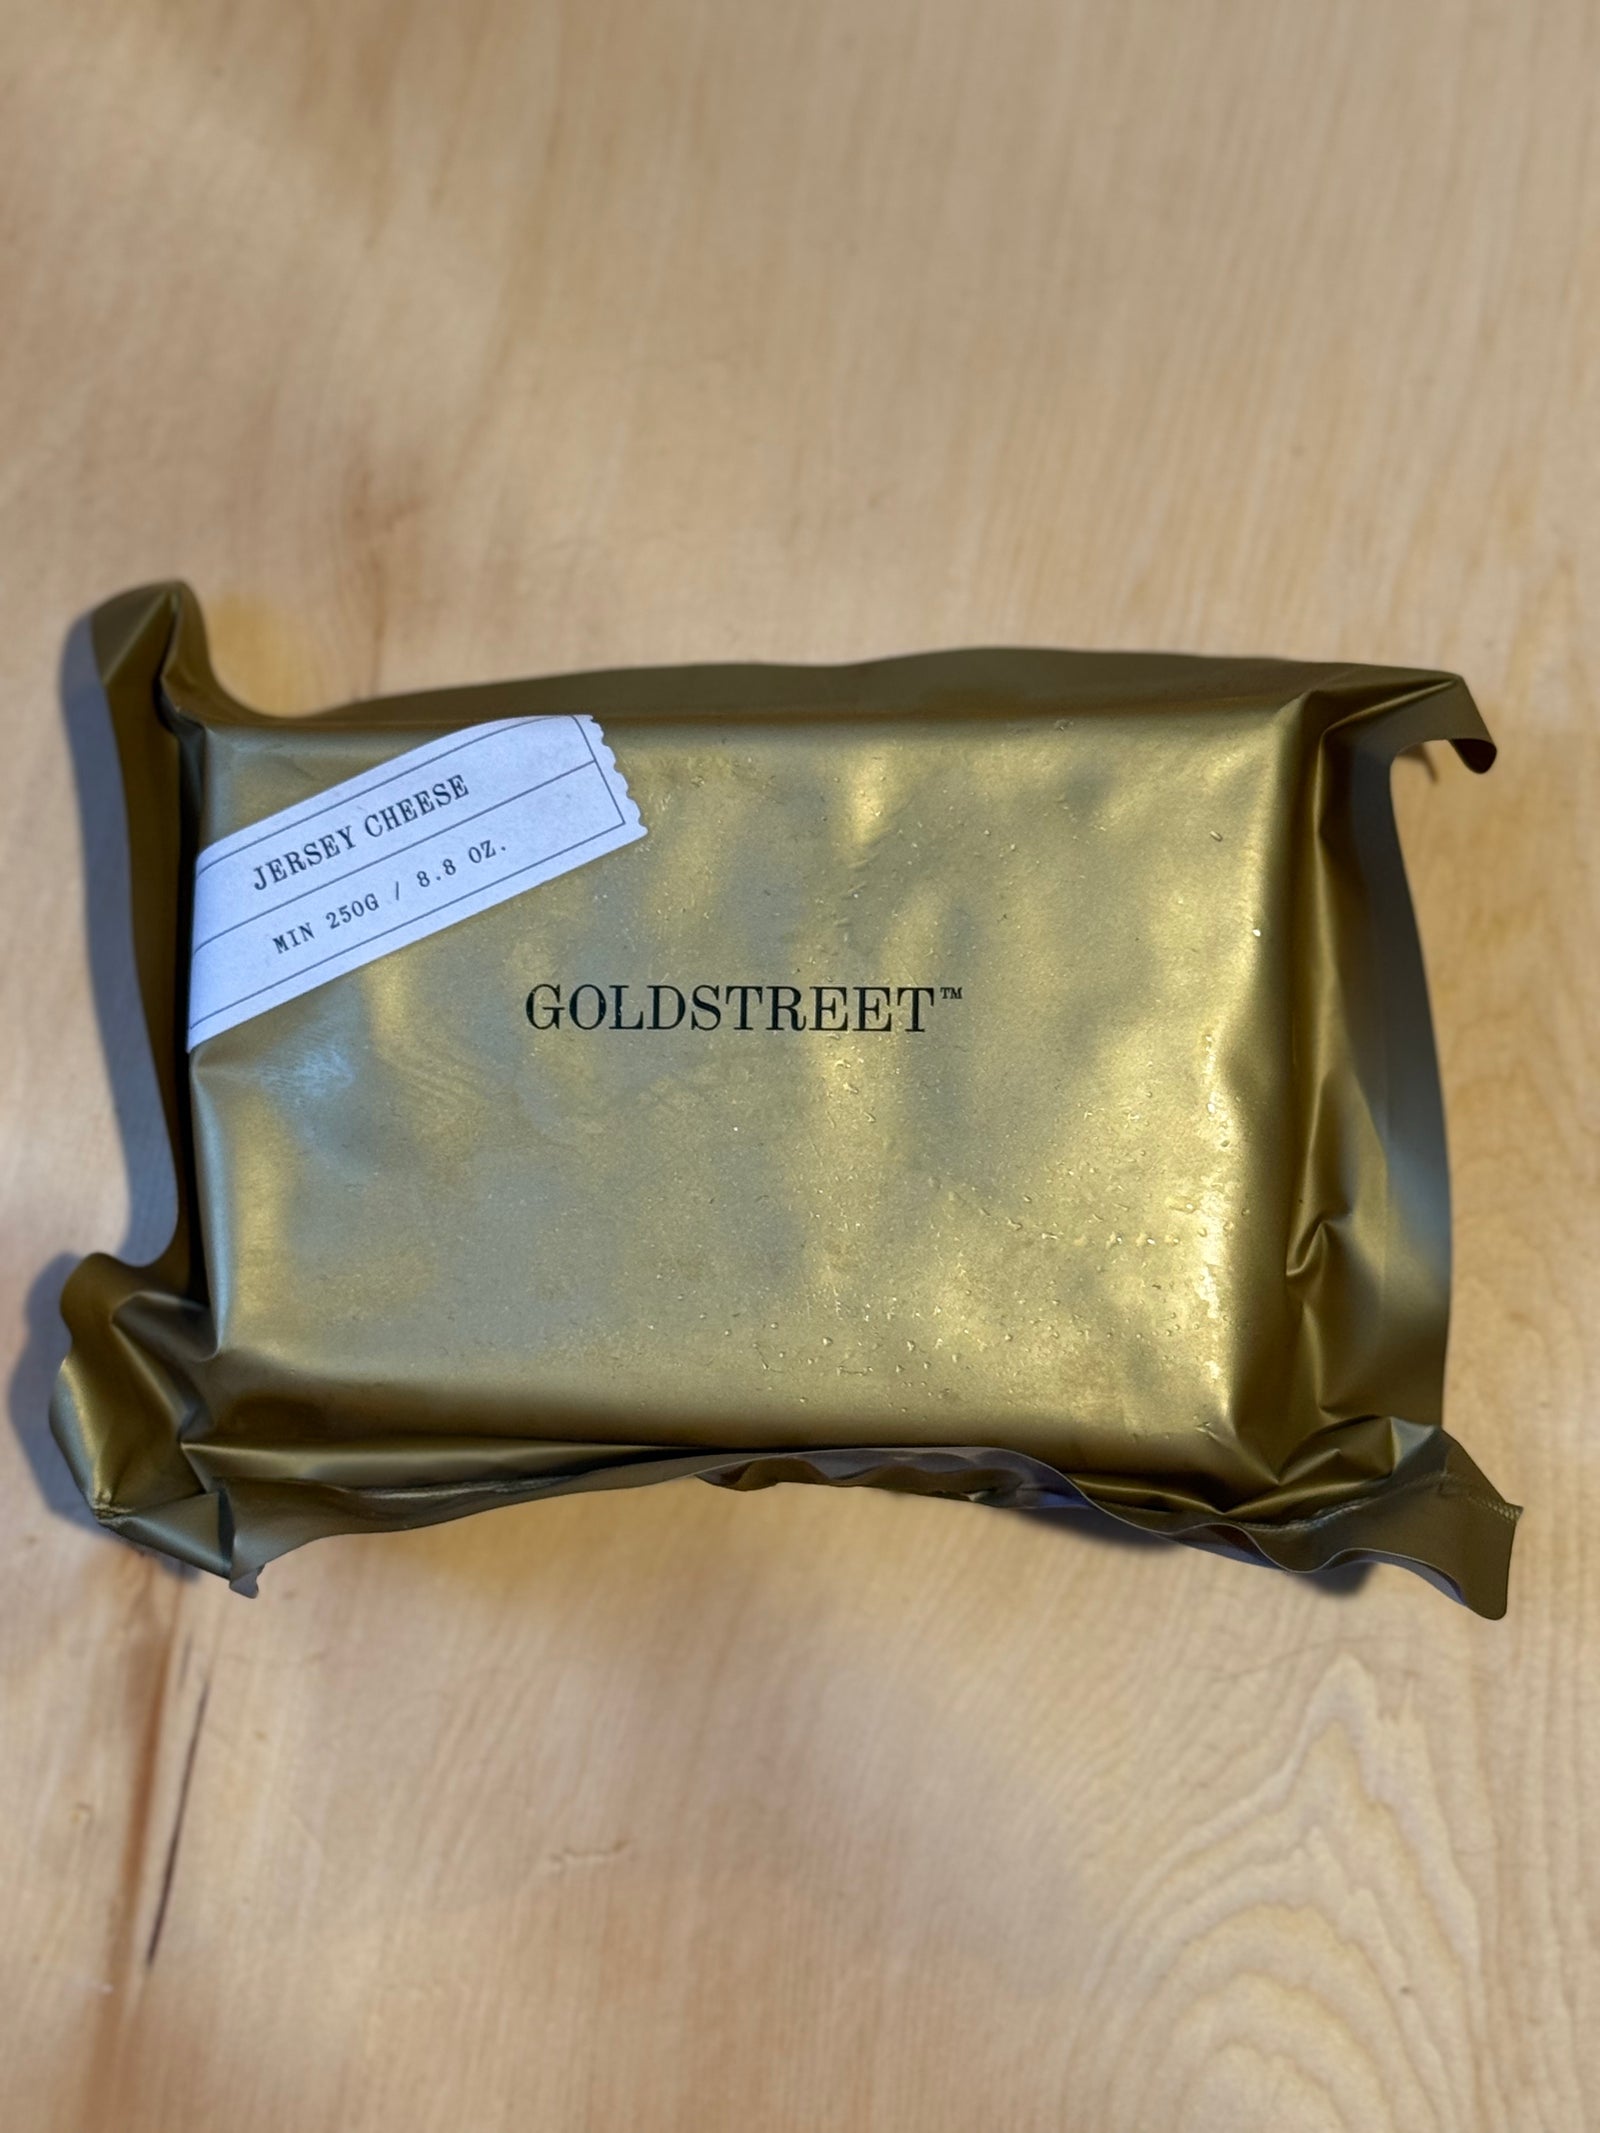 JERSEY CHEESE
MIN 250G / 8.8 OZ.
GOLDSTREET™